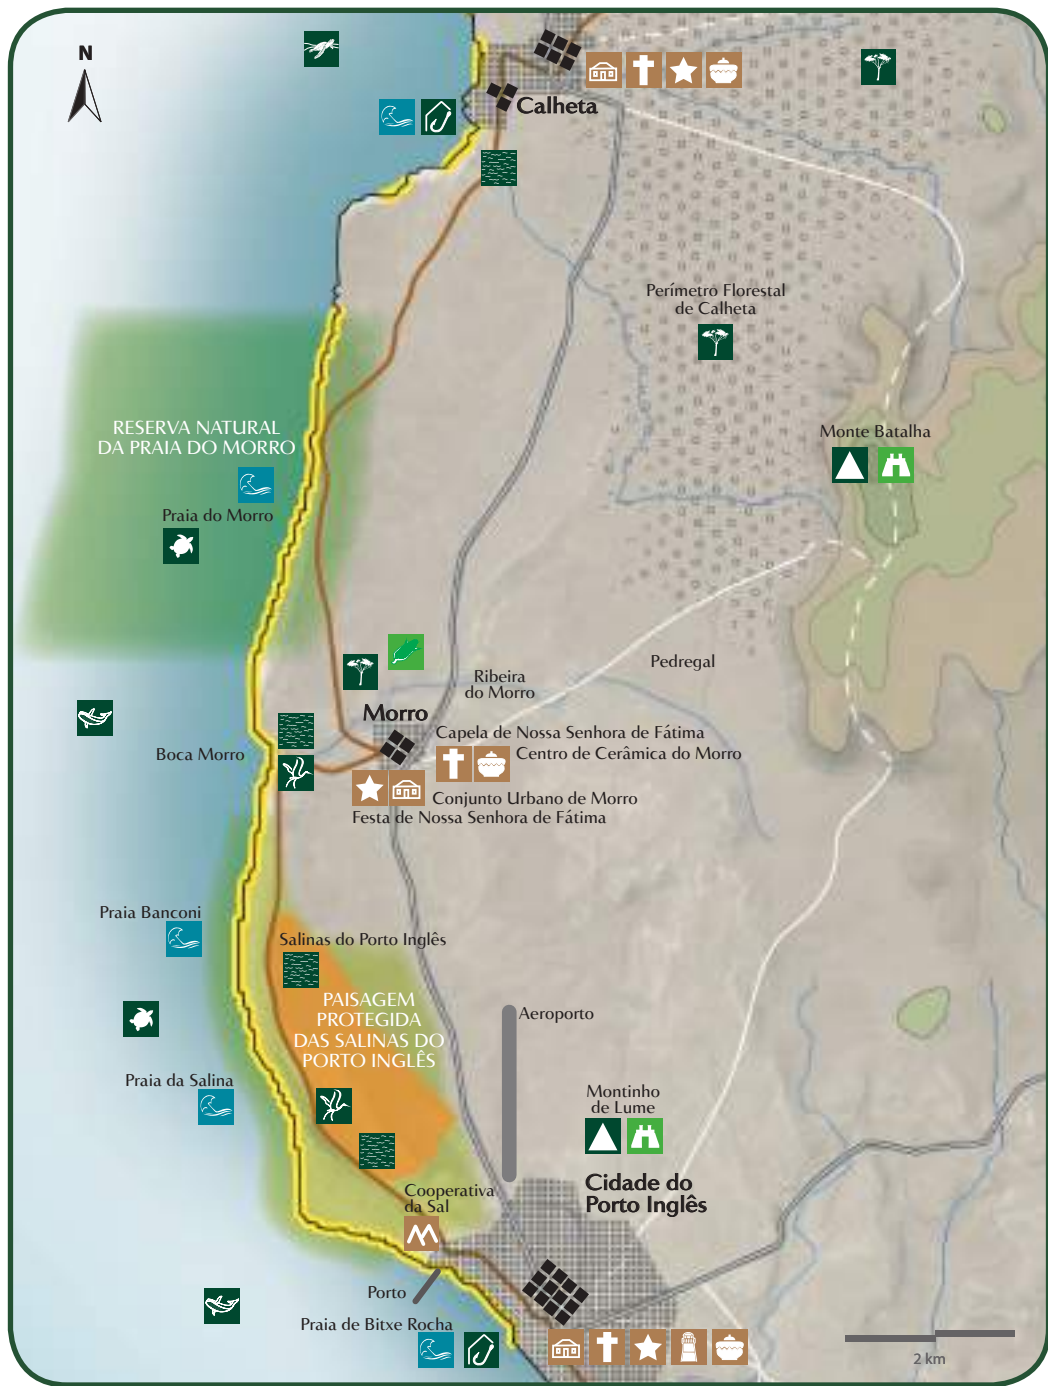 N
Calheta
Perímetro Florestal
de Calheta
RESERVA NATURAL
DA PRAIA DO MORRO
Monte Batalha
Praia do Morro
Pedregal
Ribeira
do Morro
Morro
Capela de Nossa Senhora de Fátima
Boca Morro
Centro de Cerâmica do Morro
Conjunto Urbano de Morro
Festa de Nossa Senhora de Fátima
Praia Banconi
Salinas do Porto Inglês
PAISAGEM
PROTEGIDA
DAS SALINAS DO
PORTO INGLÊS
Aeroporto
Praia da Salina
Montinho
de Lume
Cidade do
Porto Inglês
Cooperativa
da Sal
Porto
Praia de Bitxe Rocha
2 km